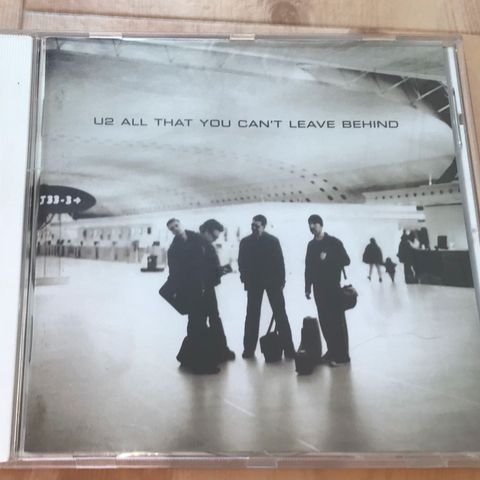 U2 ALL THAT YOU CAN'T LEAVE BEHIND
J33-3→